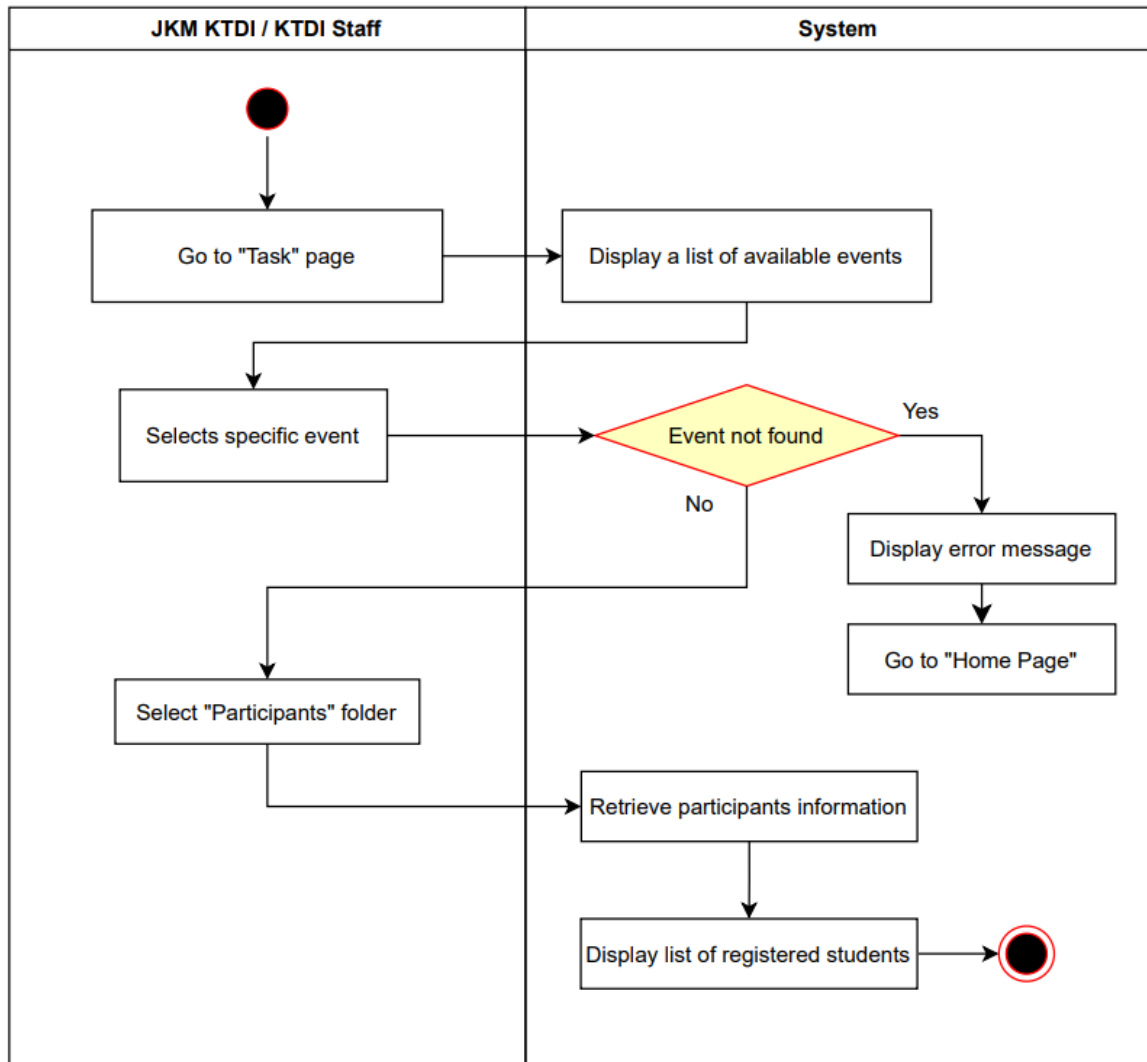 JKM KTDI / KTDI Staff
System
Go to "Task" page
Display a list of available events
Selects specific event
Event not found
Yes
No
Display error message
Go to "Home Page"
Select "Participants" folder
Retrieve participants information
Display list of registered students